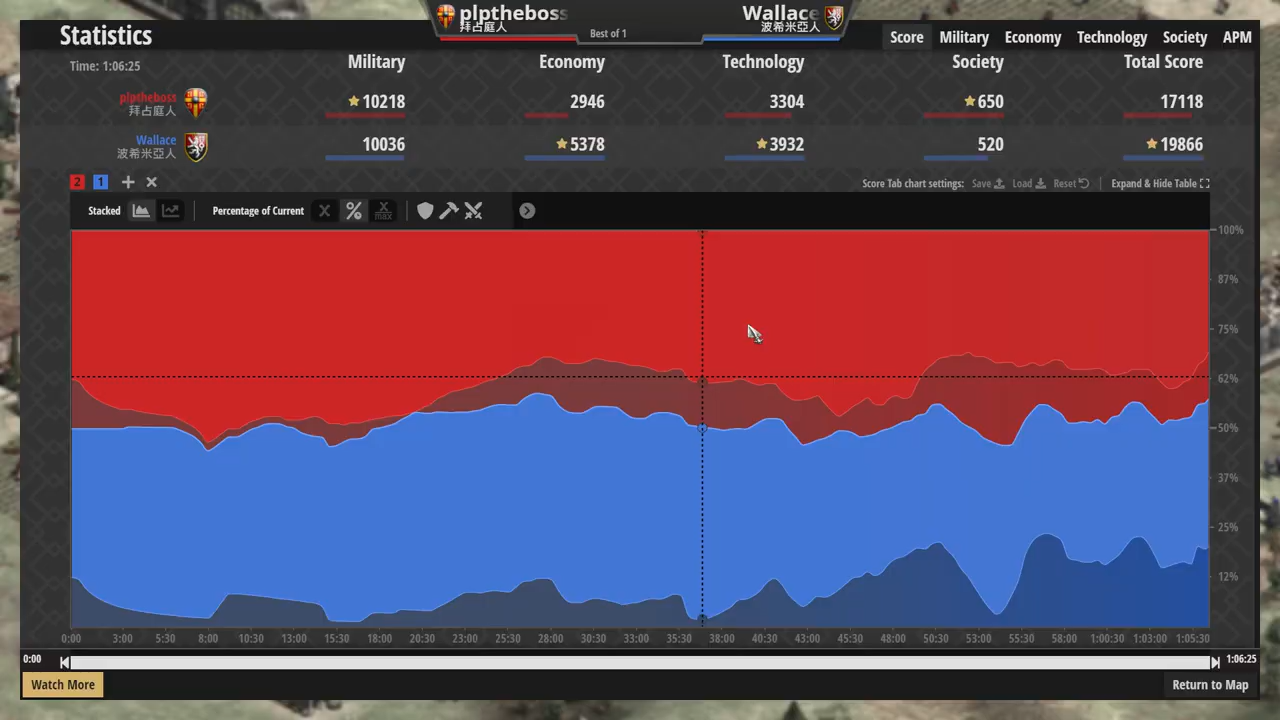 plptheboss
拜占庭人
Best of 1
Wallace
波希米亞人
Statistics
Score Military Economy Technology Society APM
Time: 1:06:25
Military Economy Technology Society Total Score
plptheboss
拜占庭人
10218 2946 3304 650 17118
Wallace
波希米亞人
10036 5378 3932 520 19866
2 1
Score Tab chart settings: Save Load Reset Expand & Hide Table
Stacked Percentage of Current X % X max
100%
87%
75%
62%
50%
37%
25%
12%
0:00 3:00 5:30 8:00 10:30 13:00 15:30 18:00 20:30 23:00 25:30 28:00 30:30 33:00 35:30 38:00 40:30 43:00 45:30 48:00 50:30 53:00 55:30 58:00 1:00:30 1:03:00 1:05:30
0:00 1:06:25
Watch More Return to Map